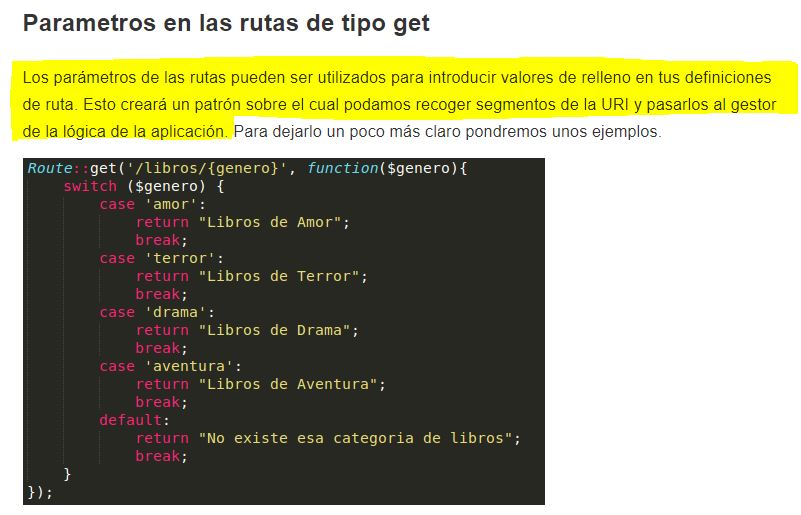 Parametros en las rutas de tipo get
Los parámetros de las rutas pueden ser utilizados para introducir valores de relleno en tus definiciones
de ruta. Esto creará un patrón sobre el cual podamos recoger segmentos de la URI y pasarlos al gestor
de la lógica de la aplicación. Para dejarlo un poco más claro pondremos unos ejemplos.
Route::get('/libros/{genero}', function($genero){
    switch ($genero) {
        case 'amor':
            return "Libros de Amor";
            break;
        case 'terror':
            return "Libros de Terror";
            break;
        case 'drama':
            return "Libros de Drama";
            break;
        case 'aventura':
            return "Libros de Aventura";
            break;
        default:
            return "No existe esa categoria de libros";
            break;
    }
});